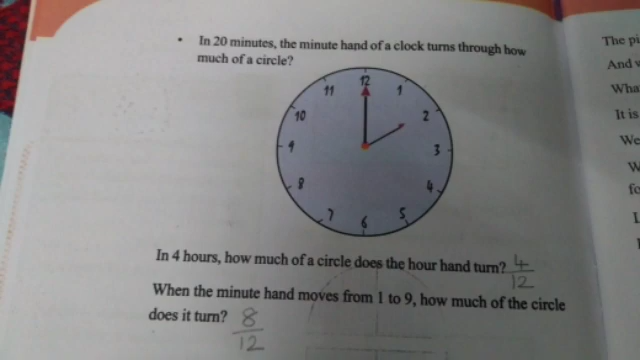 • In 20 minutes, the minute hand of a clock turns through how
much of a circle?
12
11 1
10 2
9 3
8 4
7 5
6
In 4 hours, how much of a circle does the hour hand turn? 4/12
When the minute hand moves from 1 to 9, how much of the circle
does it turn? 8/12
The
And
It is
We